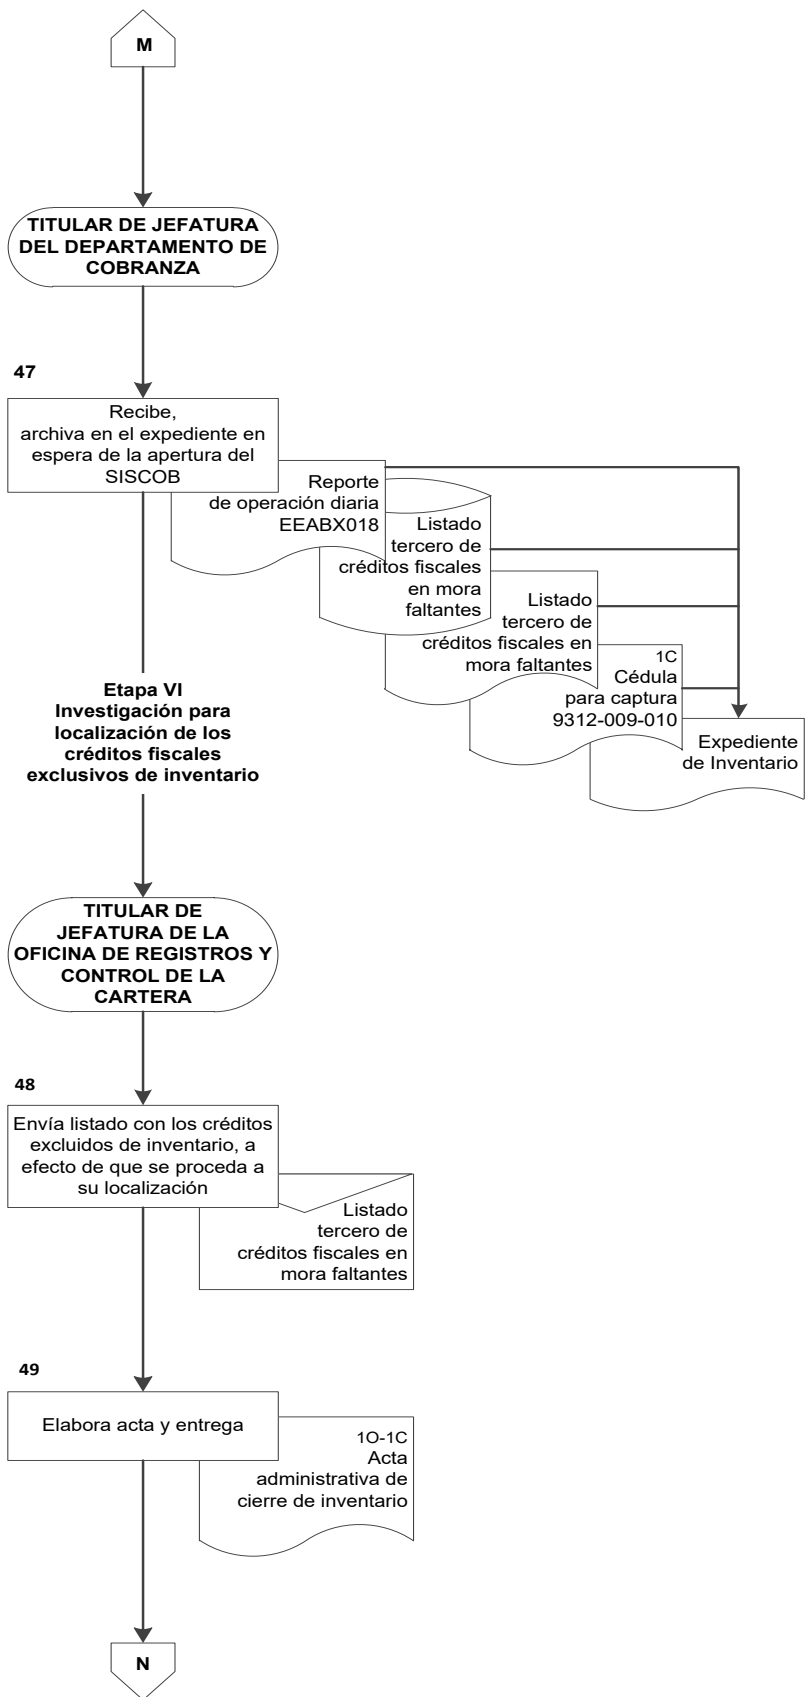 M
TITULAR DE JEFATURA
DEL DEPARTAMENTO DE
COBRANZA
47
Recibe,
archiva en el expediente en
espera de la apertura del
SISCOB
Reporte
de operación diaria
EEABX018
Listado
tercero de
créditos fiscales
en mora
faltantes
Listado
tercero de
créditos fiscales en
mora faltantes
1C
Cédula
para captura
9312-009-010
Expediente
de Inventario
Etapa VI
Investigación para
localización de los
créditos fiscales
exclusivos de inventario
TITULAR DE
JEFATURA DE LA
OFICINA DE REGISTROS Y
CONTROL DE LA
CARTERA
48
Envía listado con los créditos
excluidos de inventario, a
efecto de que se proceda a
su localización
Listado
tercero de
créditos fiscales en
mora faltantes
49
Elabora acta y entrega
1O-1C
Acta
administrativa de
cierre de inventario
N